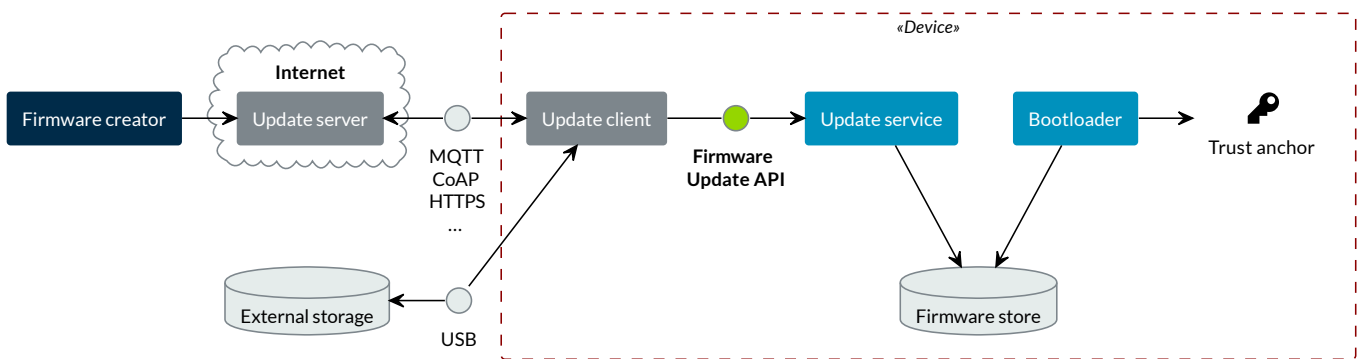 «Device»
Internet
Firmware creator
Update server
Update client
Update service
Bootloader
Trust anchor
MQTT
CoAP
HTTPS
...
Firmware
Update API
External storage
USB
Firmware store